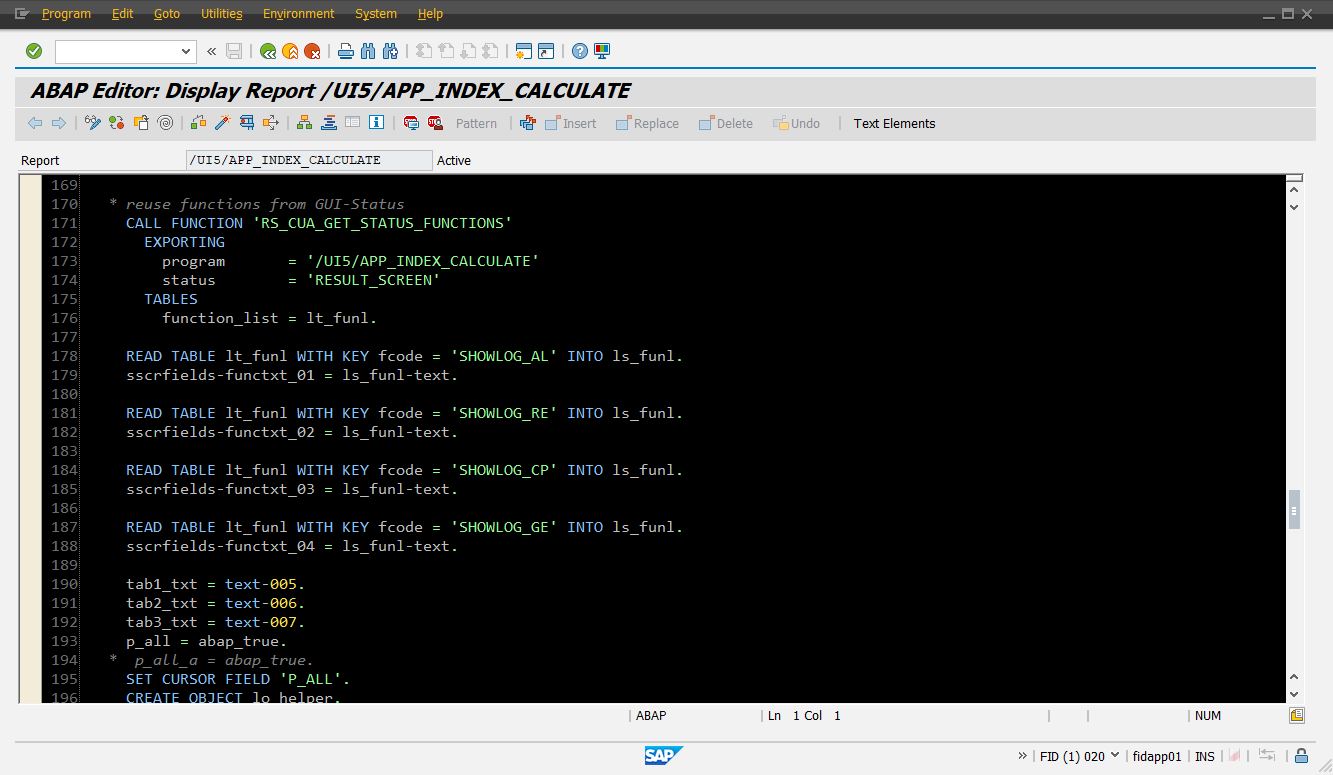 Program Edit Goto Utilities Environment System Help
ABAP Editor: Display Report /UI5/APP_INDEX_CALCULATE
Pattern Insert Replace Delete Undo Text Elements
Report /UI5/APP_INDEX_CALCULATE Active
169
170 * reuse functions from GUI-Status
171 CALL FUNCTION 'RS_CUA_GET_STATUS_FUNCTIONS'
172 EXPORTING
173 program = '/UI5/APP_INDEX_CALCULATE'
174 status = 'RESULT_SCREEN'
175 TABLES
176 function_list = lt_funl.
177
178 READ TABLE lt_funl WITH KEY fcode = 'SHOWLOG_AL' INTO ls_funl.
179 sscrfields-functxt_01 = ls_funl-text.
180
181 READ TABLE lt_funl WITH KEY fcode = 'SHOWLOG_RE' INTO ls_funl.
182 sscrfields-functxt_02 = ls_funl-text.
183
184 READ TABLE lt_funl WITH KEY fcode = 'SHOWLOG_CP' INTO ls_funl.
185 sscrfields-functxt_03 = ls_funl-text.
186
187 READ TABLE lt_funl WITH KEY fcode = 'SHOWLOG_GE' INTO ls_funl.
188 sscrfields-functxt_04 = ls_funl-text.
189
190 tab1_txt = text-005.
191 tab2_txt = text-006.
192 tab3_txt = text-007.
193 p_all = abap_true.
194 * p_all_a = abap_true.
195 SET CURSOR FIELD 'P_ALL'.
196 CREATE OBJECT lo_helper.
ABAP Ln 1 Col 1 NUM
SAP FID (1) 020 fidapp01 INS